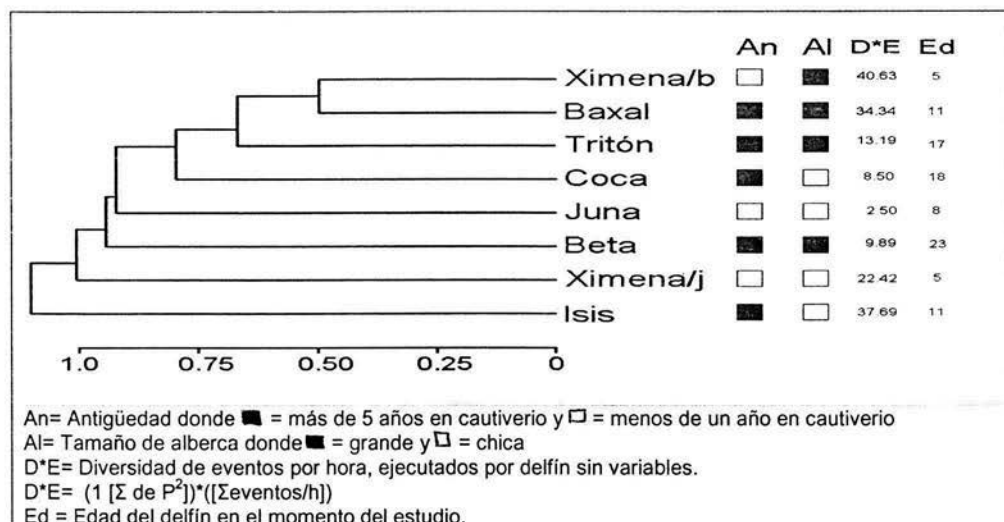 An Al D*E Ed
Ximena/b 40.63 5
Baxal 34.34 11
Tritón 13.19 17
Coca 8.50 18
Juna 2.50 8
Beta 9.89 23
Ximena/j 22.42 5
Isis 37.69 11
1.0 0.75 0.50 0.25 0
An= Antigüedad donde ■ = más de 5 años en cautiverio y □ = menos de un año en cautiverio
Al= Tamaño de alberca donde ■ = grande y □ = chica
D*E= Diversidad de eventos por hora, ejecutados por delfín sin variables.
D*E= (1 [Σ de P²])*([Σeventos/h])
Ed = Edad del delfín en el momento del estudio.